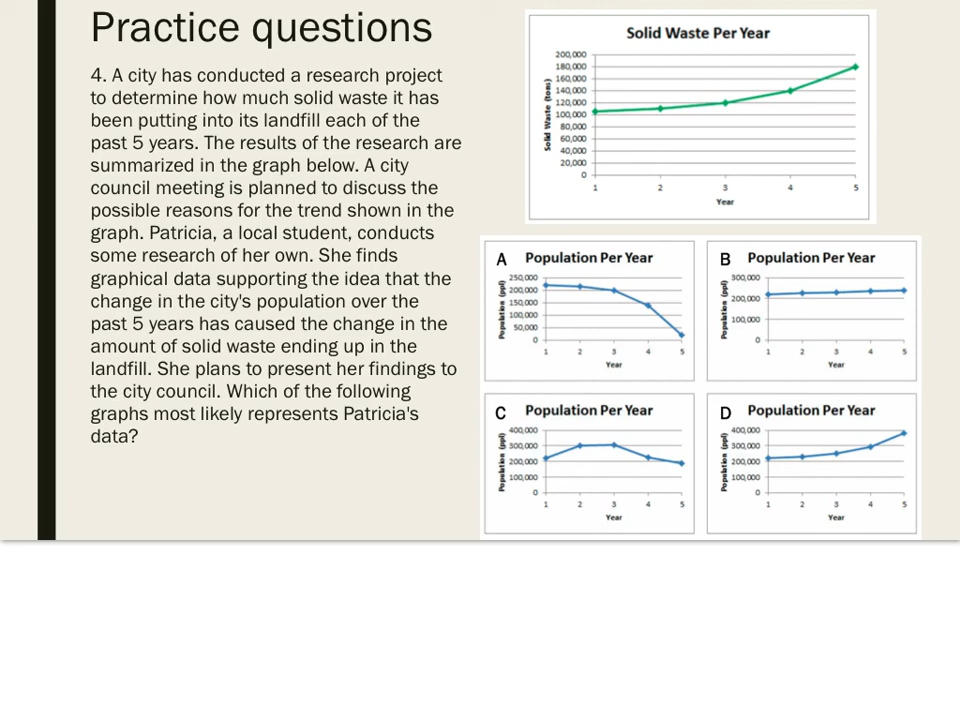 Practice questions
4. A city has conducted a research project
to determine how much solid waste it has
been putting into its landfill each of the
past 5 years. The results of the research are
summarized in the graph below. A city
council meeting is planned to discuss the
possible reasons for the trend shown in the
graph. Patricia, a local student, conducts
some research of her own. She finds
graphical data supporting the idea that the
change in the city's population over the
past 5 years has caused the change in the
amount of solid waste ending up in the
landfill. She plans to present her findings to
the city council. Which of the following
graphs most likely represents Patricia's
data?
Solid Waste Per Year
Solid Waste (tons)
200,000
180,000
160,000
140,000
120,000
100,000
80,000
60,000
40,000
20,000
0
1 2 3 4 5
Year
A Population Per Year
Population (ppl)
250,000
200,000
150,000
100,000
50,000
0
1 2 3 4 5
Year
B Population Per Year
Population (ppl)
300,000
200,000
100,000
0
1 2 3 4 5
Year
C Population Per Year
Population (ppl)
400,000
300,000
200,000
100,000
0
1 2 3 4 5
Year
D Population Per Year
Population (ppl)
400,000
300,000
200,000
100,000
0
1 2 3 4 5
Year